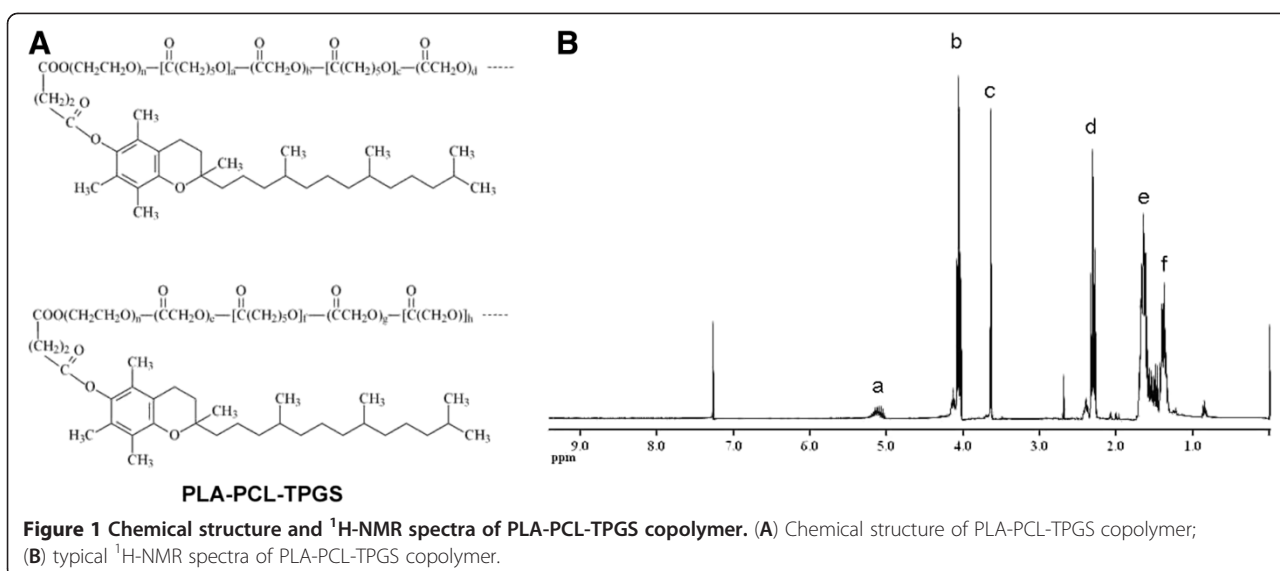 A
O O O O
COO(CH2CH2O)n—[C(CH2)5O]a—(CCH2O)b—[C(CH2)5O]c—(CCH2O)d -----
(CH2)2 O
C
O
CH3
CH3
CH3
CH3
CH3
H3C
O
CH3
CH3
O O O O
COO(CH2CH2O)n—(CCH2O)e—[C(CH2)5O]f—(CCH2O)g—[C(CH2O)]h -----
(CH2)2 O
C
O
CH3
CH3
CH3
CH3
CH3
H3C
O
CH3
CH3
PLA-PCL-TPGS
B
b
c
d
e
f
a
9.0 8.0 7.0 6.0 5.0 4.0 3.0 2.0 1.0
ppm
Figure 1 Chemical structure and 1H-NMR spectra of PLA-PCL-TPGS copolymer. (A) Chemical structure of PLA-PCL-TPGS copolymer;
(B) typical 1H-NMR spectra of PLA-PCL-TPGS copolymer.